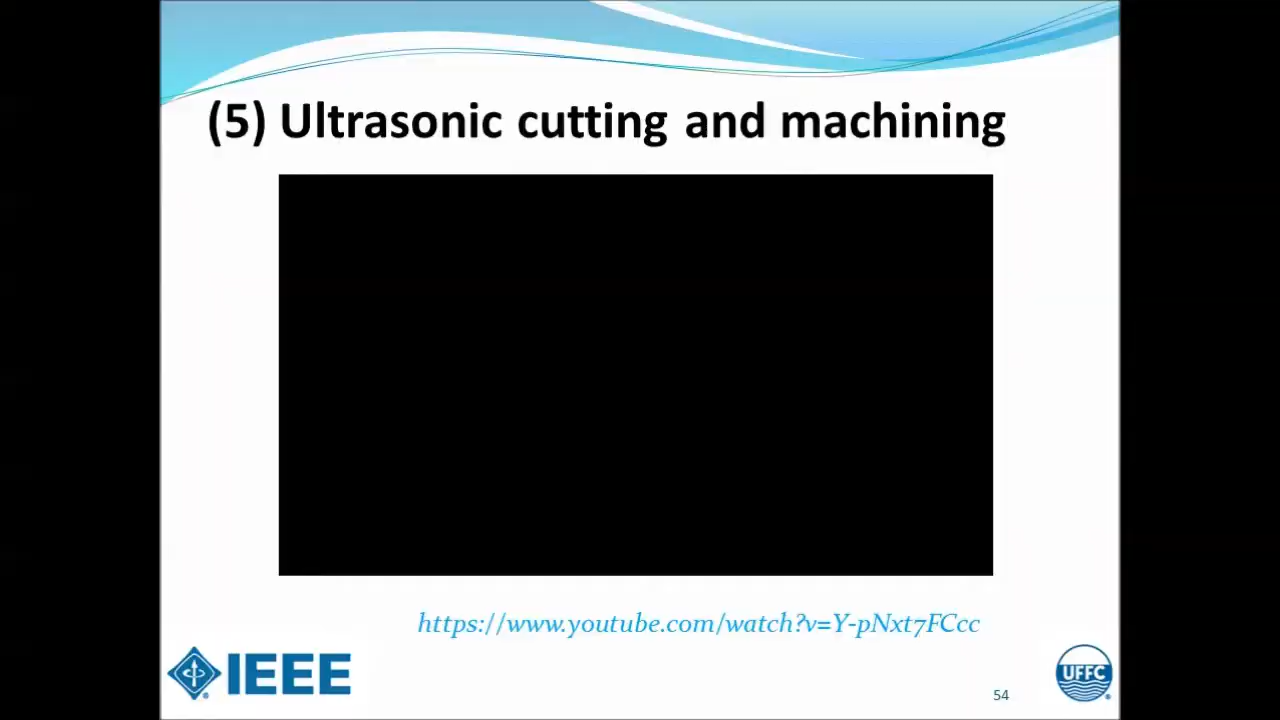 (5) Ultrasonic cutting and machining
https://www.youtube.com/watch?v=Y-pNxt7FCcc
IEEE
54
UFFC